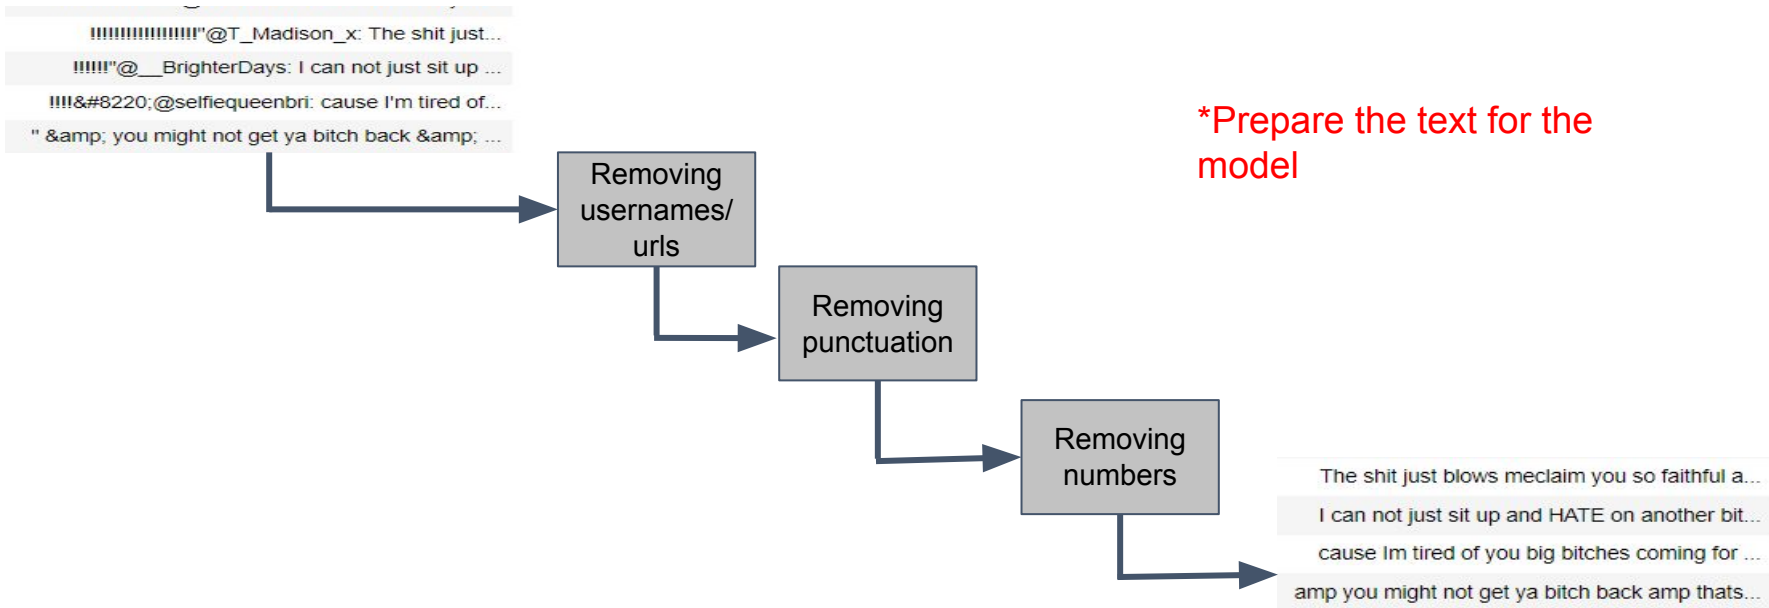 !!!!!!!!!!!!!!!!!!"@T_Madison_x: The shit just...
!!!!!!"@__BrighterDays: I can not just sit up ...
!!!!&#8220;@selfiequeenbri: cause I'm tired of...
" &amp; you might not get ya bitch back &amp; ...
*Prepare the text for the
model
Removing
usernames/
urls
Removing
punctuation
Removing
numbers
The shit just blows meclaim you so faithful a...
I can not just sit up and HATE on another bit...
cause Im tired of you big bitches coming for ...
amp you might not get ya bitch back amp thats...